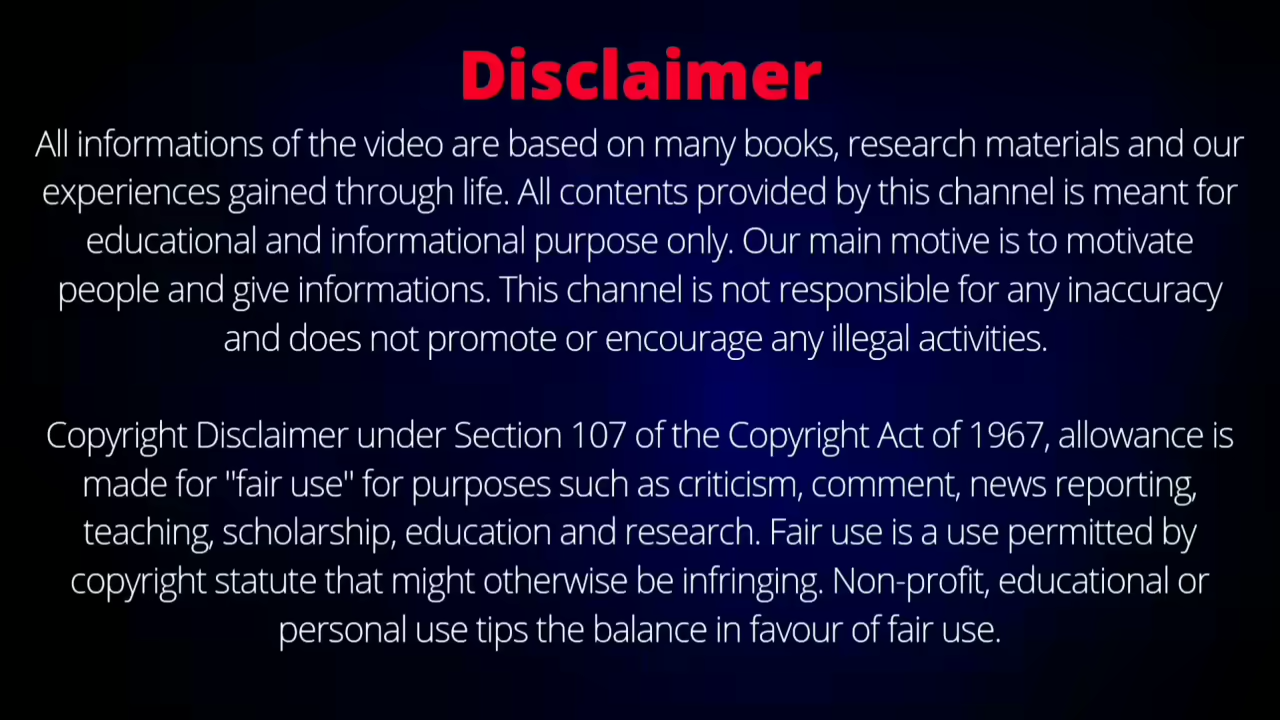 Disclaimer
All informations of the video are based on many books, research materials and our
experiences gained through life. All contents provided by this channel is meant for
educational and informational purpose only. Our main motive is to motivate
people and give informations. This channel is not responsible for any inaccuracy
and does not promote or encourage any illegal activities.
Copyright Disclaimer under Section 107 of the Copyright Act of 1967, allowance is
made for "fair use" for purposes such as criticism, comment, news reporting,
teaching, scholarship, education and research. Fair use is a use permitted by
copyright statute that might otherwise be infringing. Non-profit, educational or
personal use tips the balance in favour of fair use.